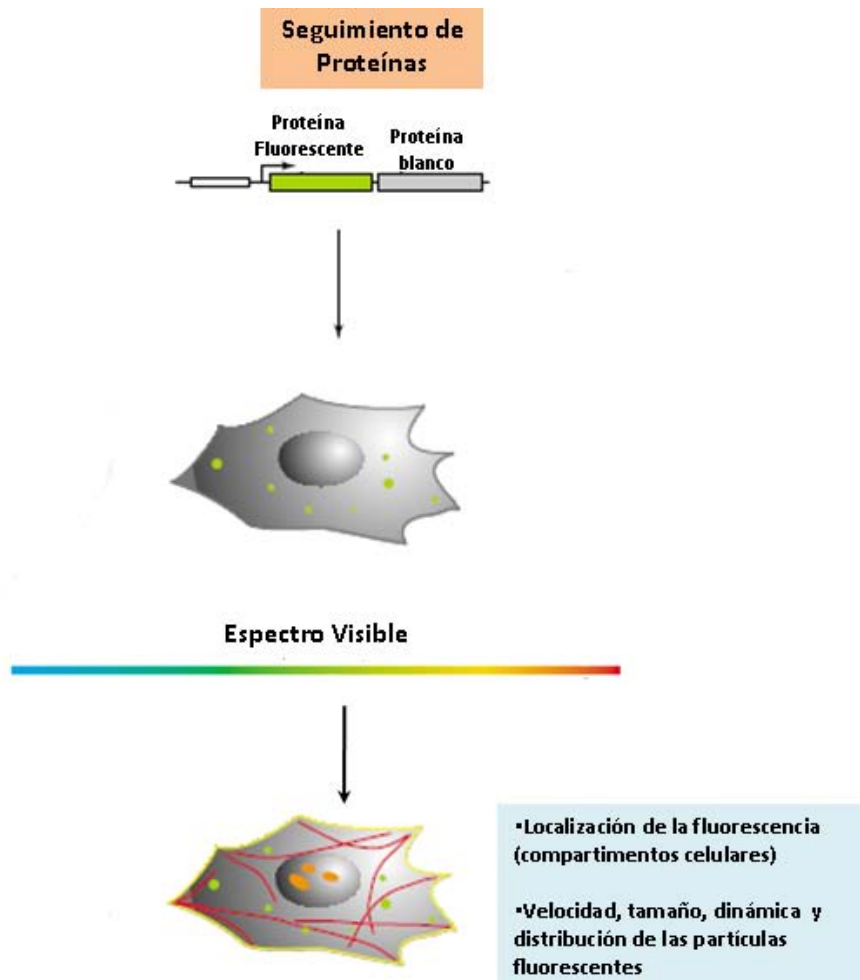 Seguimiento de
Proteínas
Proteína
Fluorescente
Proteína
blanco
Espectro Visible
▪Localización de la fluorescencia
(compartimentos celulares)
▪Velocidad, tamaño, dinámica y
distribución de las partículas
fluorescentes